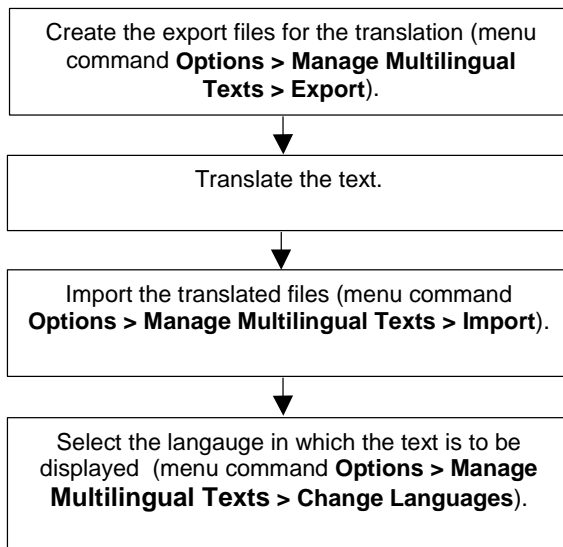 Create the export files for the translation (menu
command Options > Manage Multilingual
Texts > Export).
Translate the text.
Import the translated files (menu command
Options > Manage Multilingual Texts > Import).
Select the langauge in which the text is to be
displayed (menu command Options > Manage
Multilingual Texts > Change Languages).